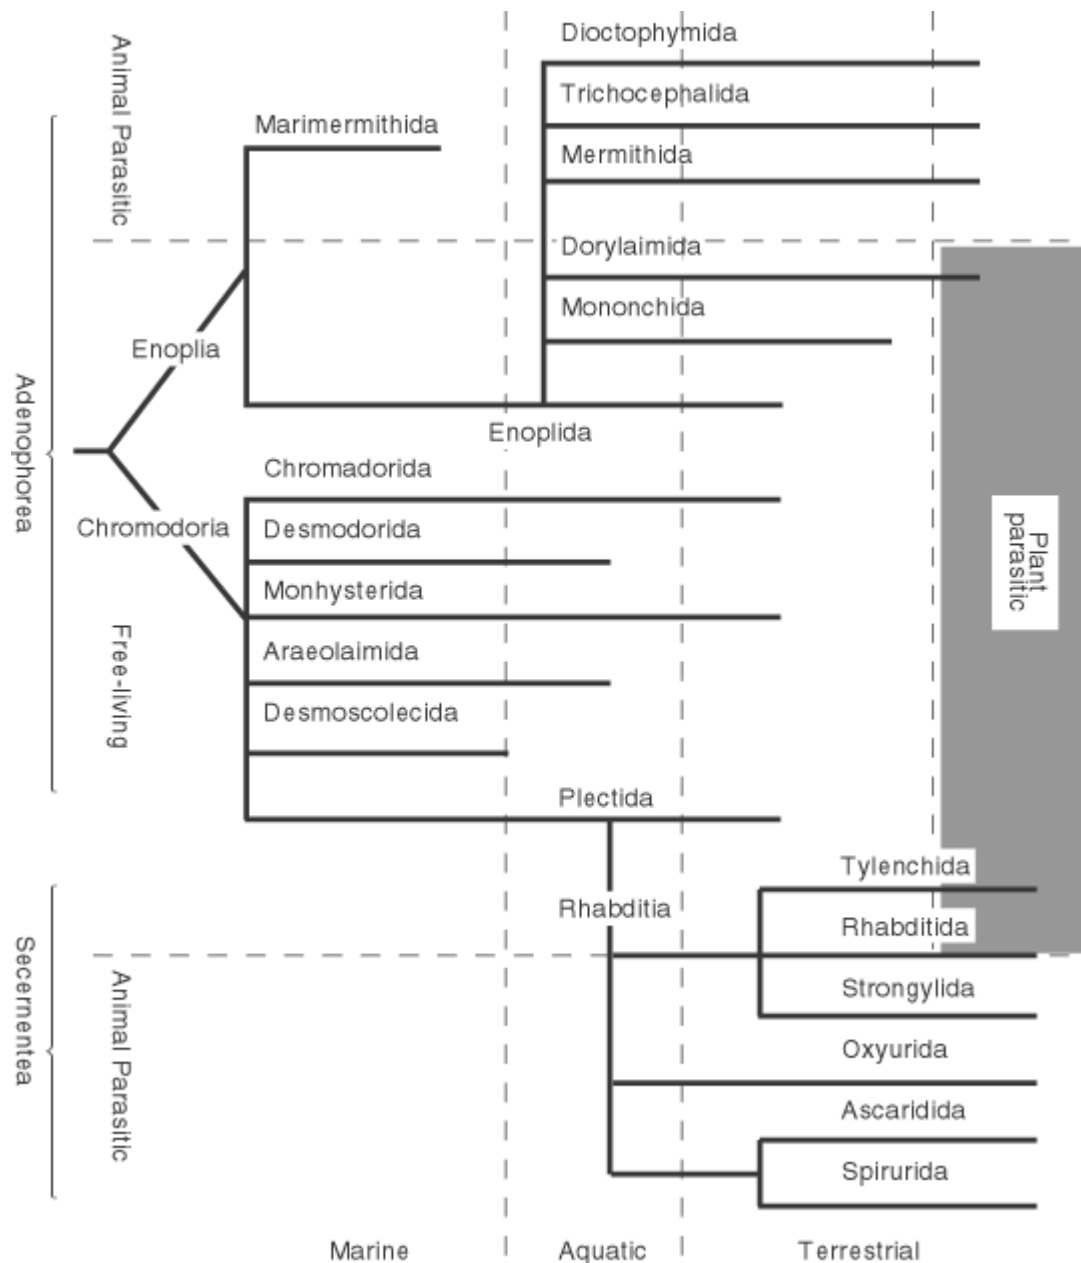 Dioctophymida
Animal Parasitic
Trichocephalida
Marimermithida
Mermithida
Dorylaimida
Mononchida
Enoplia
Adenophorea
Enoplida
Chromadorida
Chromodoria
Desmodorida
Plant
parasitic
Monhysterida
Free-living
Araeolaimida
Desmoscolecida
Plectida
Tylenchida
Rhabditia
Rhabditida
Secernentea
Animal Parasitic
Strongylida
Oxyurida
Ascaridida
Spirurida
Marine
Aquatic
Terrestrial